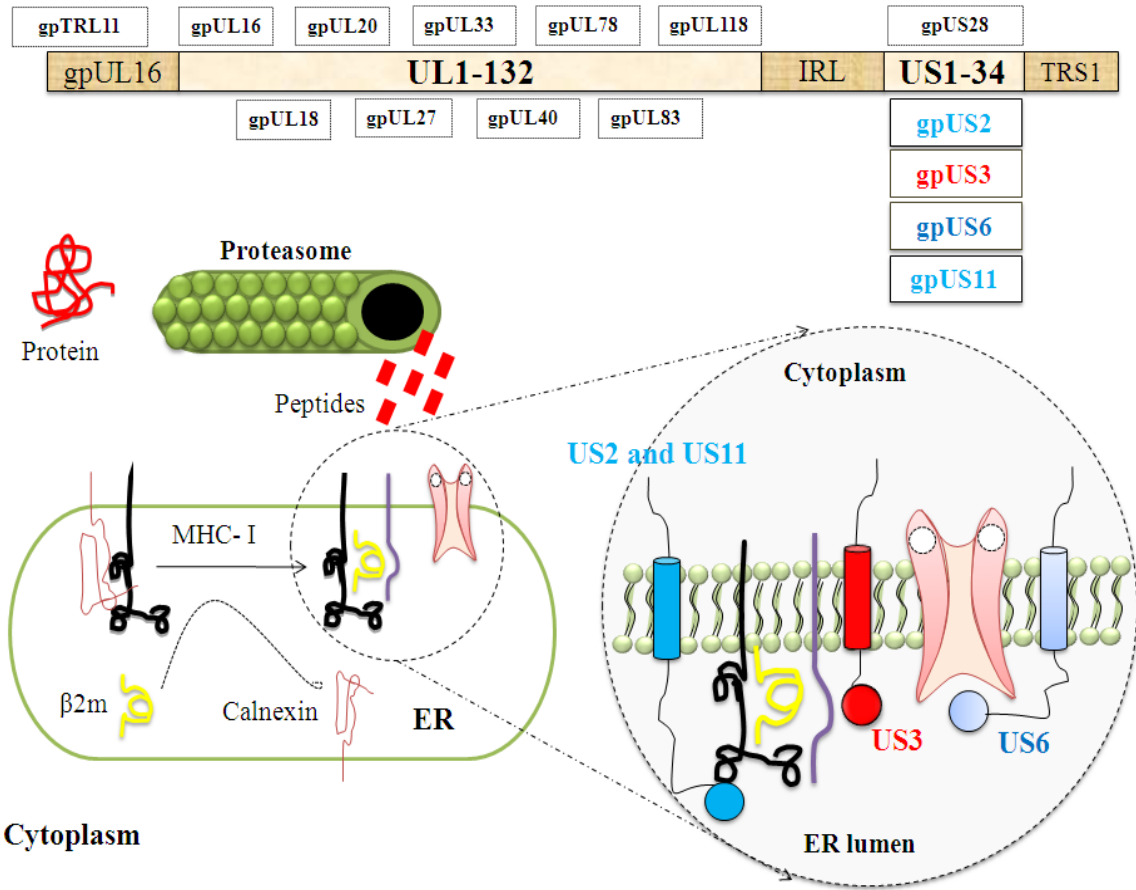 gpTRL11
gpUL16
gpUL20
gpUL33
gpUL78
gpUL118
gpUS28
gpUL16
UL1-132
IRL
US1-34
TRS1
gpUL18
gpUL27
gpUL40
gpUL83
gpUS2
gpUS3
gpUS6
gpUS11
Proteasome
Protein
Peptides
Cytoplasm
US2 and US11
MHC- I
β2m
Calnexin
ER
US3
US6
Cytoplasm
ER lumen